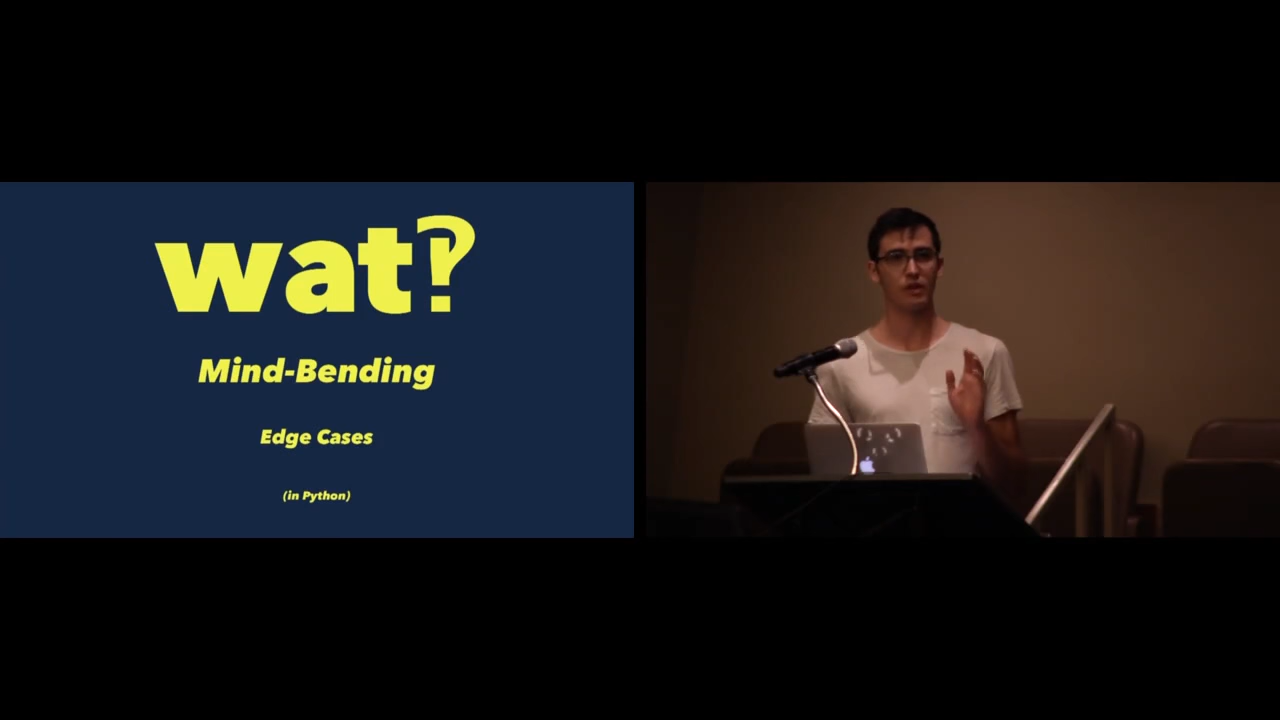 wat‽
Mind-Bending
Edge Cases
(in Python)